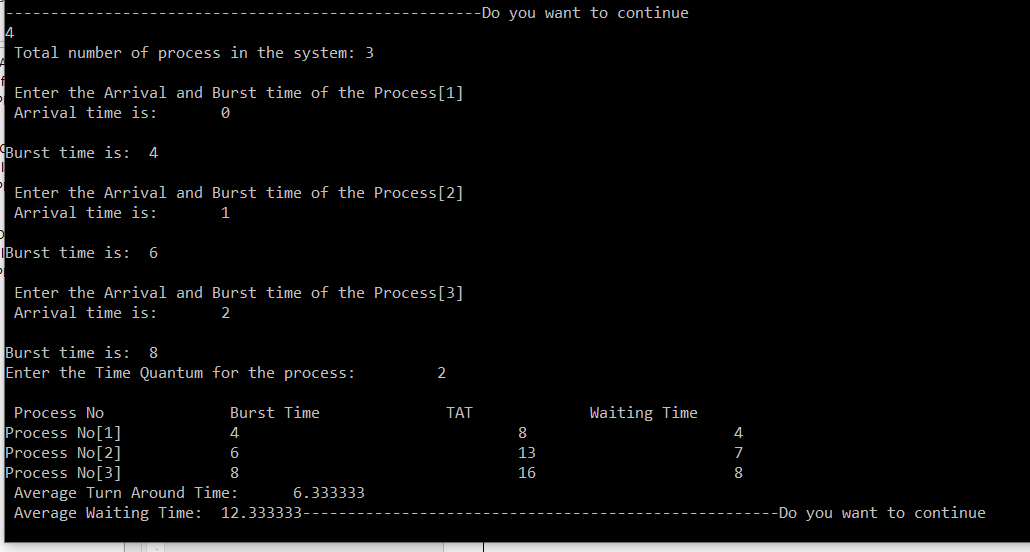 -----------------------------------------------------Do you want to continue
4
Total number of process in the system: 3
Enter the Arrival and Burst time of the Process[1]
Arrival time is: 0
Burst time is: 4
Enter the Arrival and Burst time of the Process[2]
Arrival time is: 1
Burst time is: 6
Enter the Arrival and Burst time of the Process[3]
Arrival time is: 2
Burst time is: 8
Enter the Time Quantum for the process: 2
Process No Burst Time TAT Waiting Time
Process No[1] 4 8 4
Process No[2] 6 13 7
Process No[3] 8 16 8
Average Turn Around Time: 6.333333
Average Waiting Time: 12.333333-----------------------------------------------------Do you want to continue